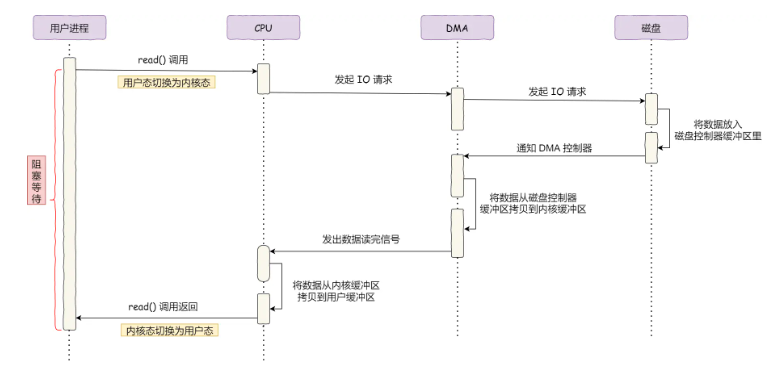 用户进程
CPU
DMA
磁盘
read() 调用
用户态切换为内核态
发起 IO 请求
发起 IO 请求
将数据放入
磁盘控制器缓冲区里
通知 DMA 控制器
阻
塞
等
待
将数据从磁盘控制器
缓冲区拷贝到内核缓冲区
发出数据读完信号
将数据从内核缓冲区
拷贝到用户缓冲区
read() 调用返回
内核态切换为用户态